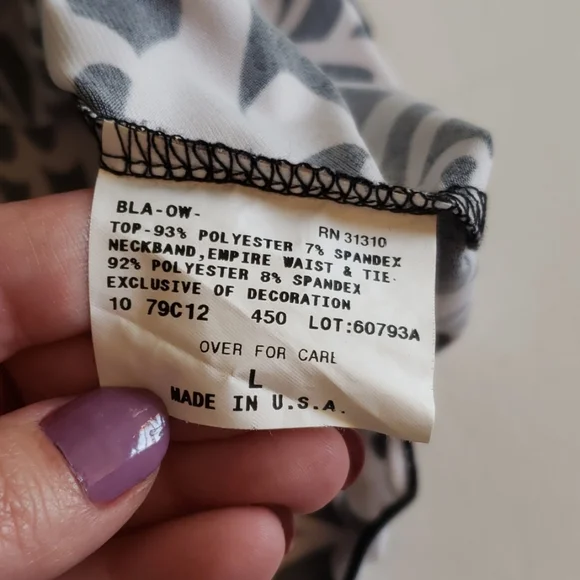 BLA-OW- RN 31310
TOP-93% POLYESTER 7% SPANDEX
NECKBAND,EMPIRE WAIST & TIE-
92% POLYESTER 8% SPANDEX
EXCLUSIVE OF DECORATION
10 79C12 450 LOT:60793A
OVER FOR CARE
L
MADE IN U.S.A.